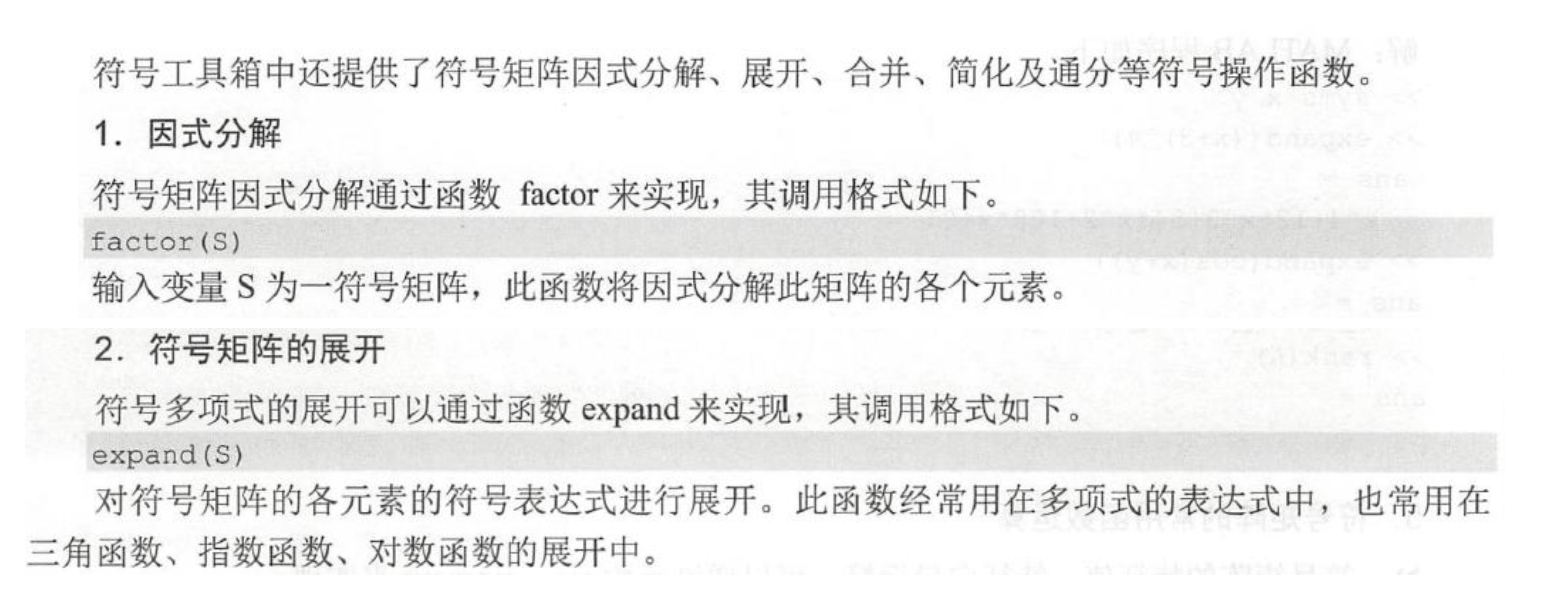 符号工具箱中还提供了符号矩阵因式分解、展开、合并、简化及通分等符号操作函数。
1. 因式分解
符号矩阵因式分解通过函数 factor 来实现，其调用格式如下。
factor(S)
输入变量 S 为一符号矩阵，此函数将因式分解此矩阵的各个元素。
2. 符号矩阵的展开
符号多项式的展开可以通过函数 expand 来实现，其调用格式如下。
expand(S)
对符号矩阵的各元素的符号表达式进行展开。此函数经常用在多项式的表达式中，也常用在
三角函数、指数函数、对数函数的展开中。